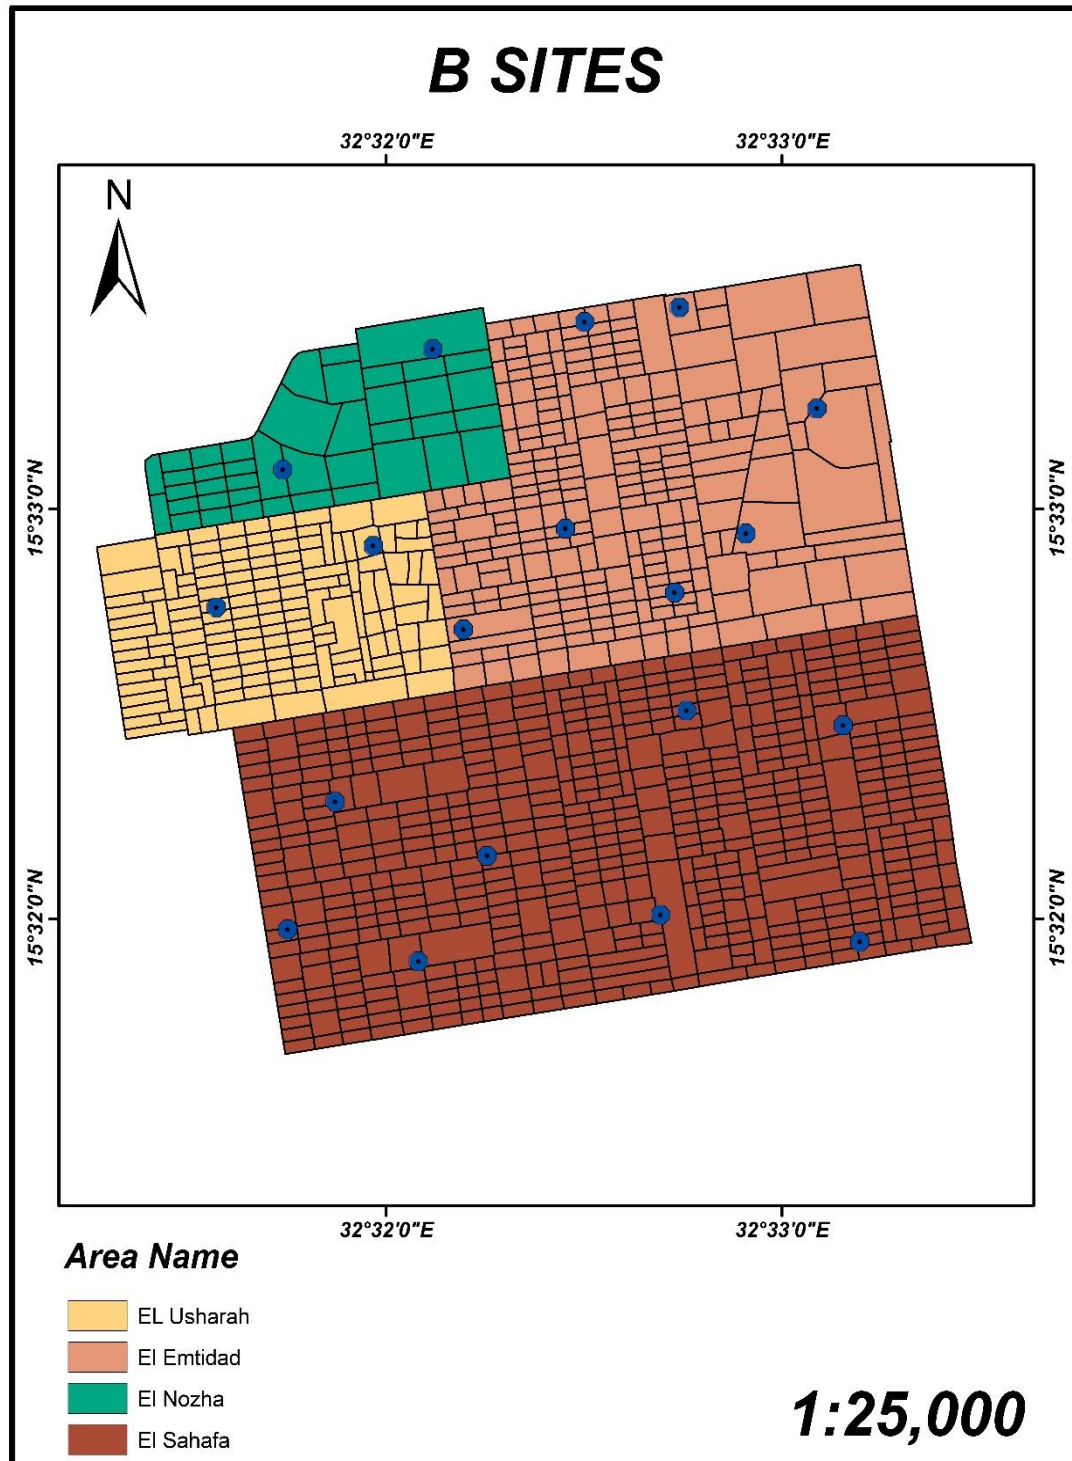 B SITES
32°32'0"E
32°33'0"E
N
15°33'0"N
15°33'0"N
15°32'0"N
15°32'0"N
32°32'0"E
32°33'0"E
Area Name
EL Usharah
El Emtidad
El Nozha
El Sahafa
1:25,000